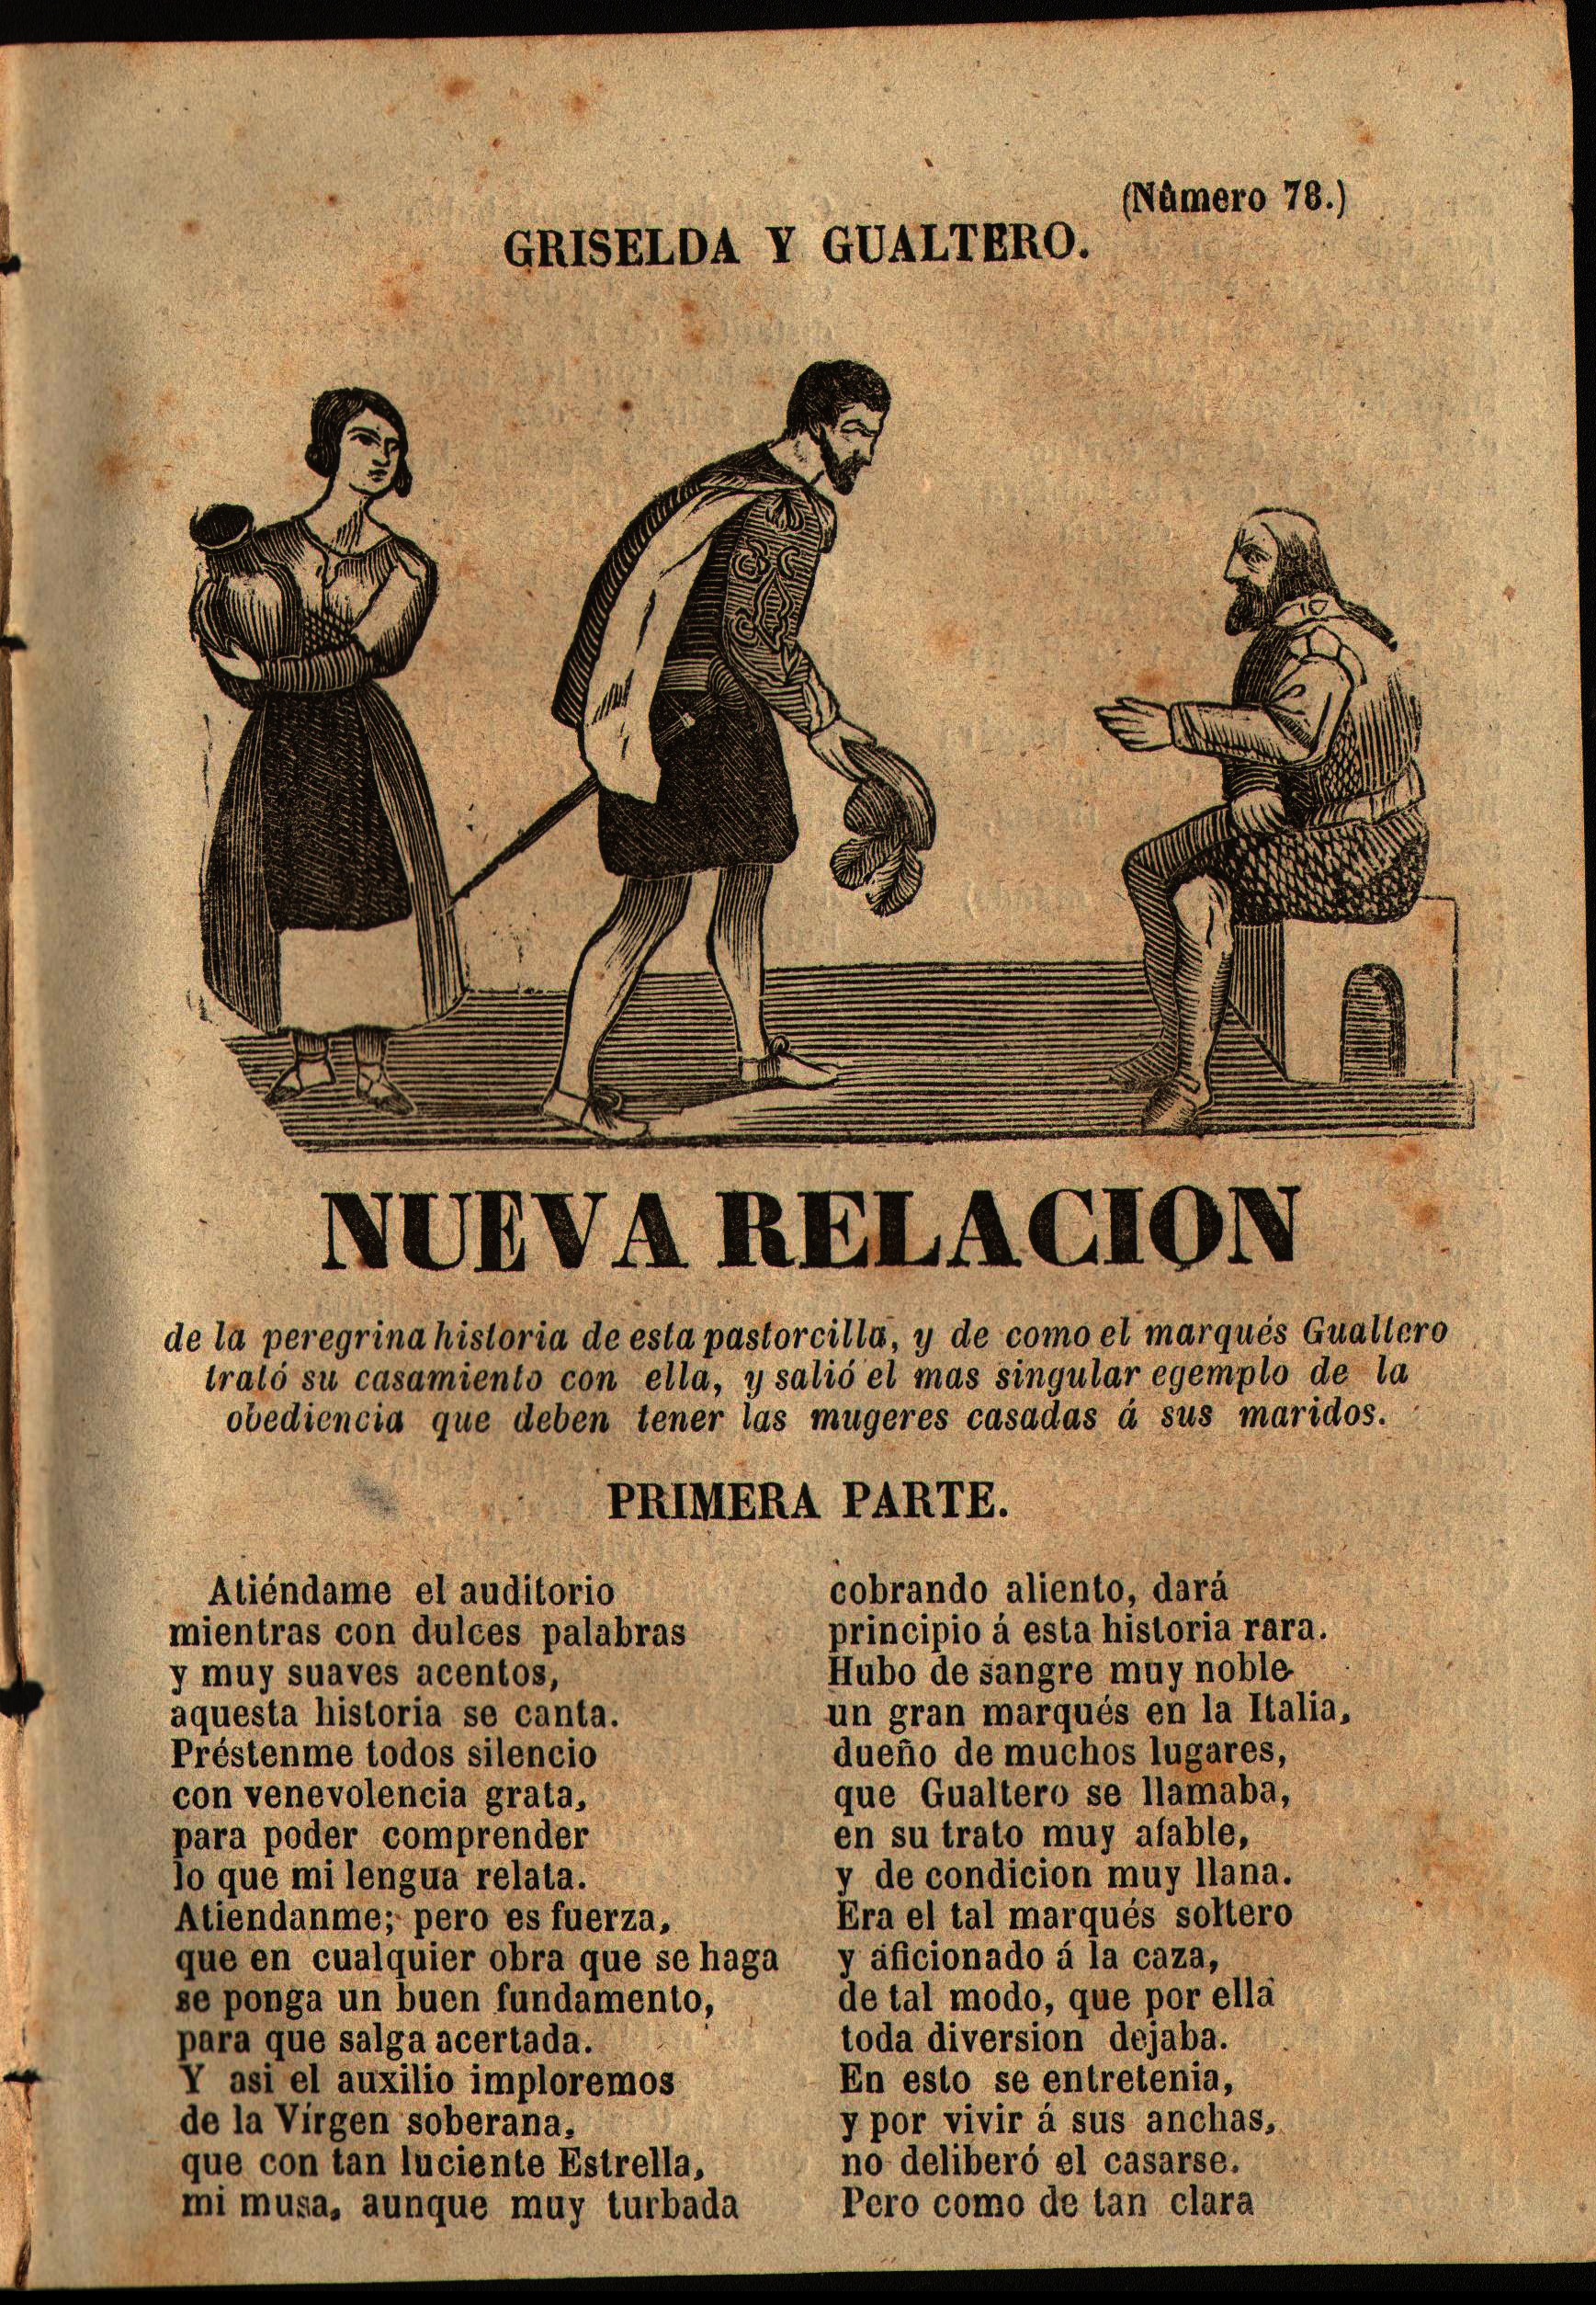 (Número 78.)
GRISELDA Y GUALTERO.
NUEVA RELACION
de la peregrina historia de esta pastorcilla, y de como el marqués Gualtero
trató su casamiento con ella, y salió el mas singular egemplo de la
obediencia que deben tener las mugeres casadas á sus maridos.
PRIMERA PARTE.
Atiéndame el auditorio
mientras con dulces palabras
y muy suaves acentos,
aquesta historia se canta.
Préstenme todos silencio
con venevolencia grata,
para poder comprender
lo que mi lengua relata.
Atiendanme; pero es fuerza,
que en cualquier obra que se haga
se ponga un buen fundamento,
para que salga acertada.
Y asi el auxilio imploremos
de la Vírgen soberana,
que con tan luciente Estrella,
mi musa, aunque muy turbada
cobrando aliento, dará
principio á esta historia rara.
Hubo de sangre muy noble
un gran marqués en la Italia,
dueño de muchos lugares,
que Gualtero se llamaba,
en su trato muy afable,
y de condicion muy llana.
Era el tal marqués soltero
y aficionado á la caza,
de tal modo, que por ella
toda diversion dejaba.
En esto se entretenia,
y por vivir á sus anchas,
no deliberó el casarse.
Pero como de tan clara